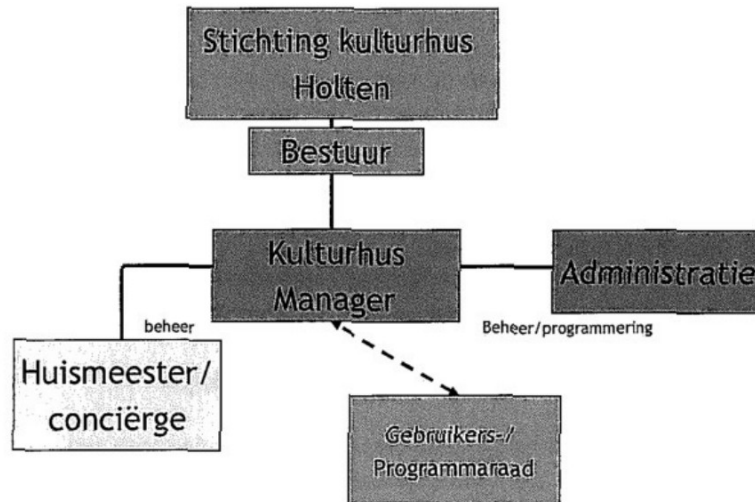 Stichting kulturhus
Holten
Bestuur
Kulturhus
Manager
Administratie
beheer
Beheer/programmering
Huismeester/
conciërge
Gebruikers-/
Programmaraad